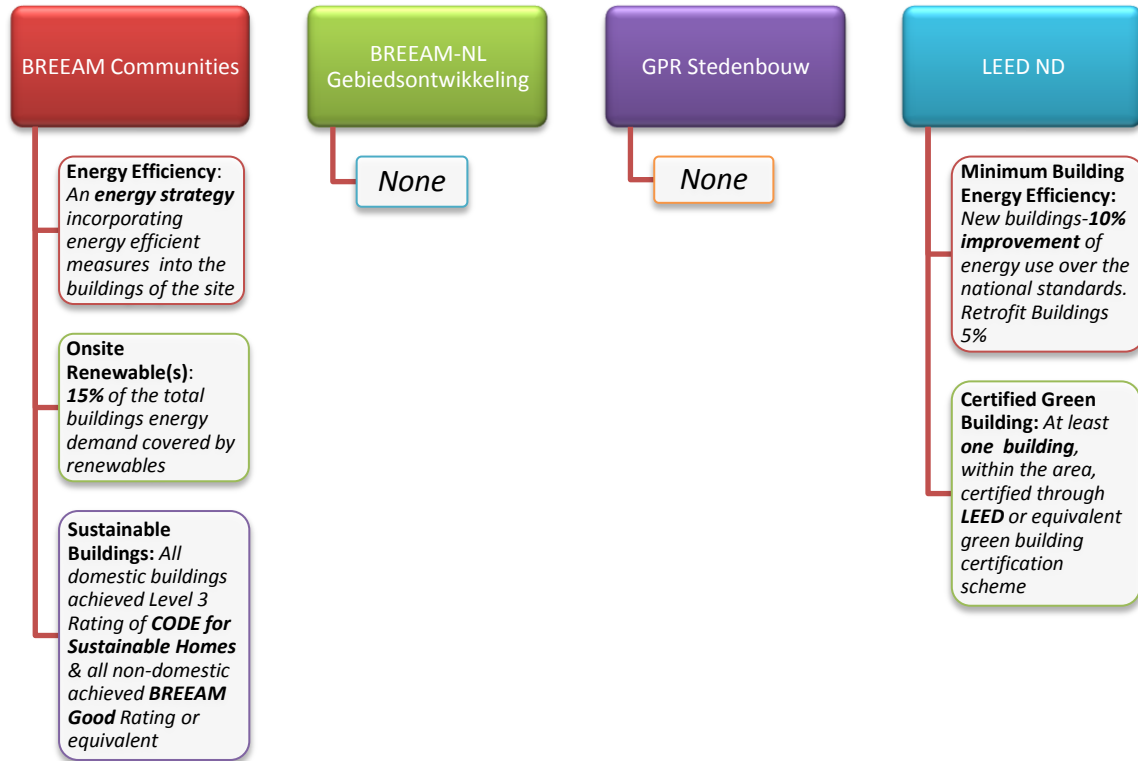 BREEAM Communities
Energy Efficiency:
An energy strategy
incorporating
energy efficient
measures into the
buildings of the site
Onsite
Renewable(s):
15% of the total
buildings energy
demand covered by
renewables
Sustainable
Buildings: All
domestic buildings
achieved Level 3
Rating of CODE for
Sustainable Homes
& all non-domestic
achieved BREEAM
Good Rating or
equivalent
BREEAM-NL
Gebiedsontwikkeling
None
GPR Stedenbouw
None
LEED ND
Minimum Building
Energy Efficiency:
New buildings-10%
improvement of
energy use over the
national standards.
Retrofit Buildings
5%
Certified Green
Building: At least
one building,
within the area,
certified through
LEED or equivalent
green building
certification
scheme